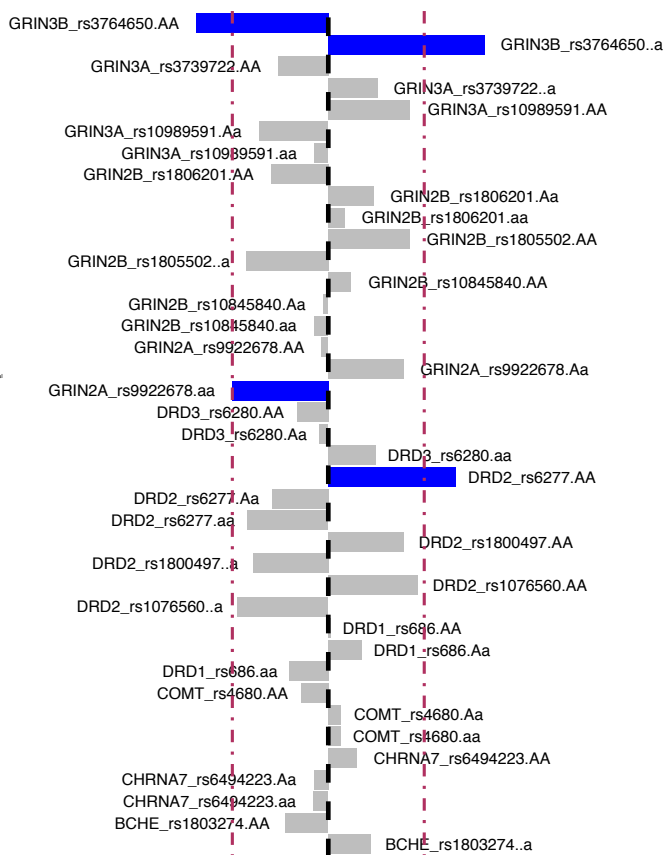 GRIN3B_rs3764650.AA
GRIN3B_rs3764650..a
GRIN3A_rs3739722.AA
GRIN3A_rs3739722..a
GRIN3A_rs10989591.AA
GRIN3A_rs10989591.Aa
GRIN3A_rs10989591.aa
GRIN2B_rs1806201.AA
GRIN2B_rs1806201.Aa
GRIN2B_rs1806201.aa
GRIN2B_rs1805502.AA
GRIN2B_rs1805502..a
GRIN2B_rs10845840.AA
GRIN2B_rs10845840.Aa
GRIN2B_rs10845840.aa
GRIN2A_rs9922678.AA
GRIN2A_rs9922678.Aa
GRIN2A_rs9922678.aa
DRD3_rs6280.AA
DRD3_rs6280.Aa
DRD3_rs6280.aa
DRD2_rs6277.AA
DRD2_rs6277.Aa
DRD2_rs6277.aa
DRD2_rs1800497.AA
DRD2_rs1800497..a
DRD2_rs1076560.AA
DRD2_rs1076560..a
DRD1_rs686.AA
DRD1_rs686.Aa
DRD1_rs686.aa
COMT_rs4680.AA
COMT_rs4680.Aa
COMT_rs4680.aa
CHRNA7_rs6494223.AA
CHRNA7_rs6494223.Aa
CHRNA7_rs6494223.aa
BCHE_rs1803274.AA
BCHE_rs1803274..a